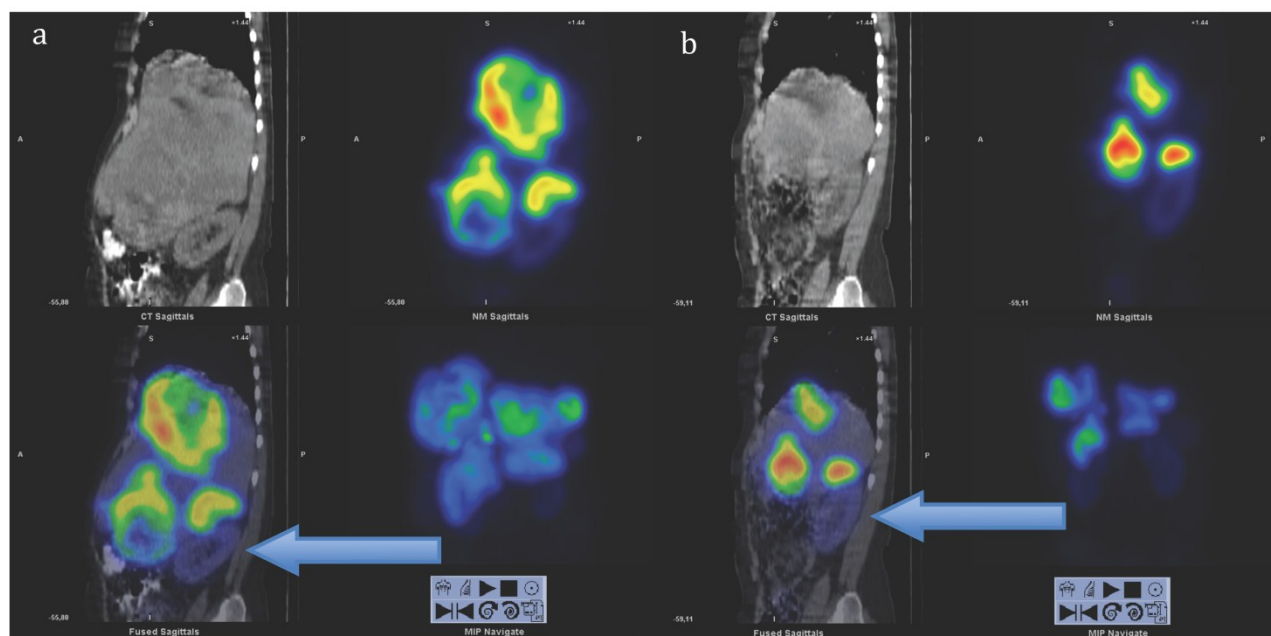 a
S
×1.44
A
P
-55,88
I
CT Sagittals
S
×1.44
A
P
-55,88
I
NM Sagittals
b
S
×1.44
A
P
-59,11
I
CT Sagittals
S
×1.44
A
P
-59,11
I
NM Sagittals
S
×1.44
A
P
-55,88
Fused Sagittals
MIP Navigate
S
×1.44
A
P
-59,11
Fused Sagittals
MIP Navigate